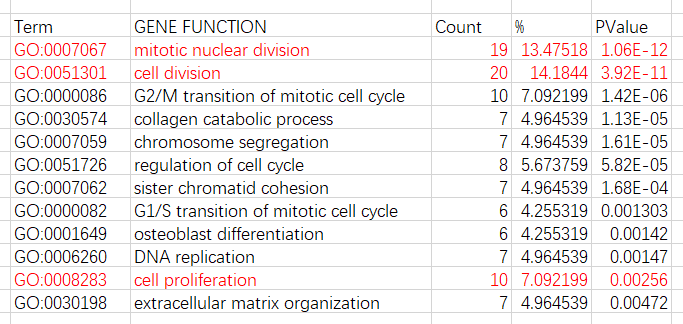 Term GENE FUNCTION Count % PValue
GO:0007067 mitotic nuclear division 19 13.47518 1.06E-12
GO:0051301 cell division 20 14.1844 3.92E-11
GO:0000086 G2/M transition of mitotic cell cycle 10 7.092199 1.42E-06
GO:0030574 collagen catabolic process 7 4.964539 1.13E-05
GO:0007059 chromosome segregation 7 4.964539 1.61E-05
GO:0051726 regulation of cell cycle 8 5.673759 5.82E-05
GO:0007062 sister chromatid cohesion 7 4.964539 1.68E-04
GO:0000082 G1/S transition of mitotic cell cycle 6 4.255319 0.001303
GO:0001649 osteoblast differentiation 6 4.255319 0.00142
GO:0006260 DNA replication 7 4.964539 0.00147
GO:0008283 cell proliferation 10 7.092199 0.00256
GO:0030198 extracellular matrix organization 7 4.964539 0.00472